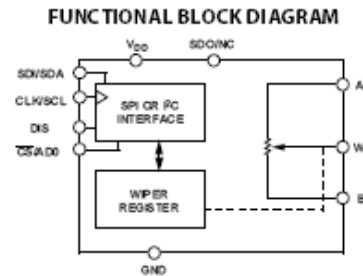 FUNCTIONAL BLOCK DIAGRAM
VDD
SDO/NC
SDI/SDA
CLK/SCL
DIS
CS/AD0
SPI OR I²C
INTERFACE
WIPER
REGISTER
A
W
B
GND